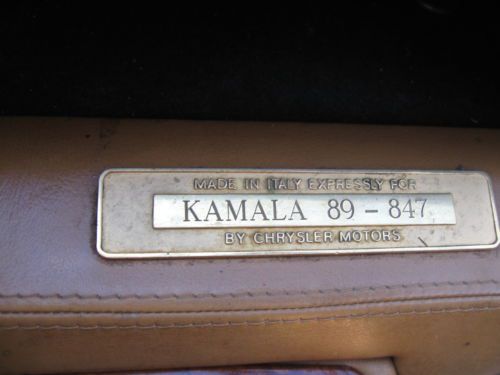 MADE IN ITALY EXPRESSLY FOR
KAMALA 89 - 847
BY CHRYSLER MOTORS